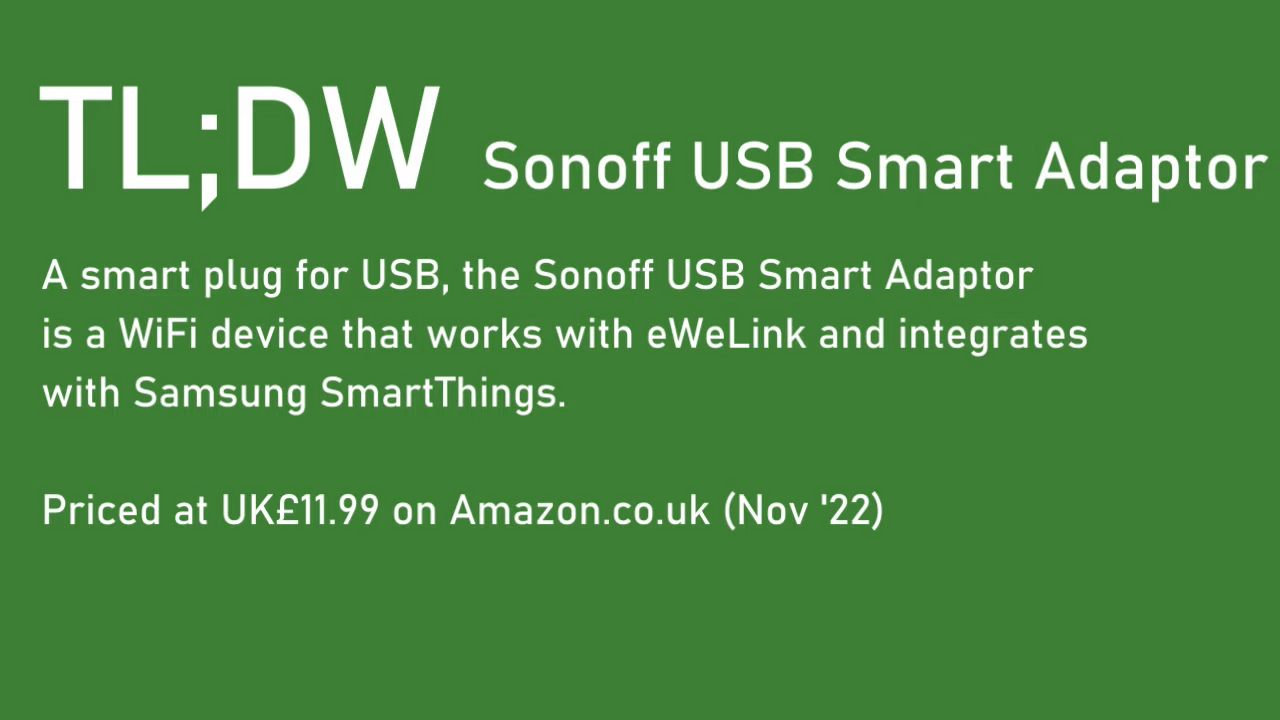 TL;DW Sonoff USB Smart Adaptor
A smart plug for USB, the Sonoff USB Smart Adaptor
is a WiFi device that works with eWeLink and integrates
with Samsung SmartThings.
Priced at UK£11.99 on Amazon.co.uk (Nov '22)